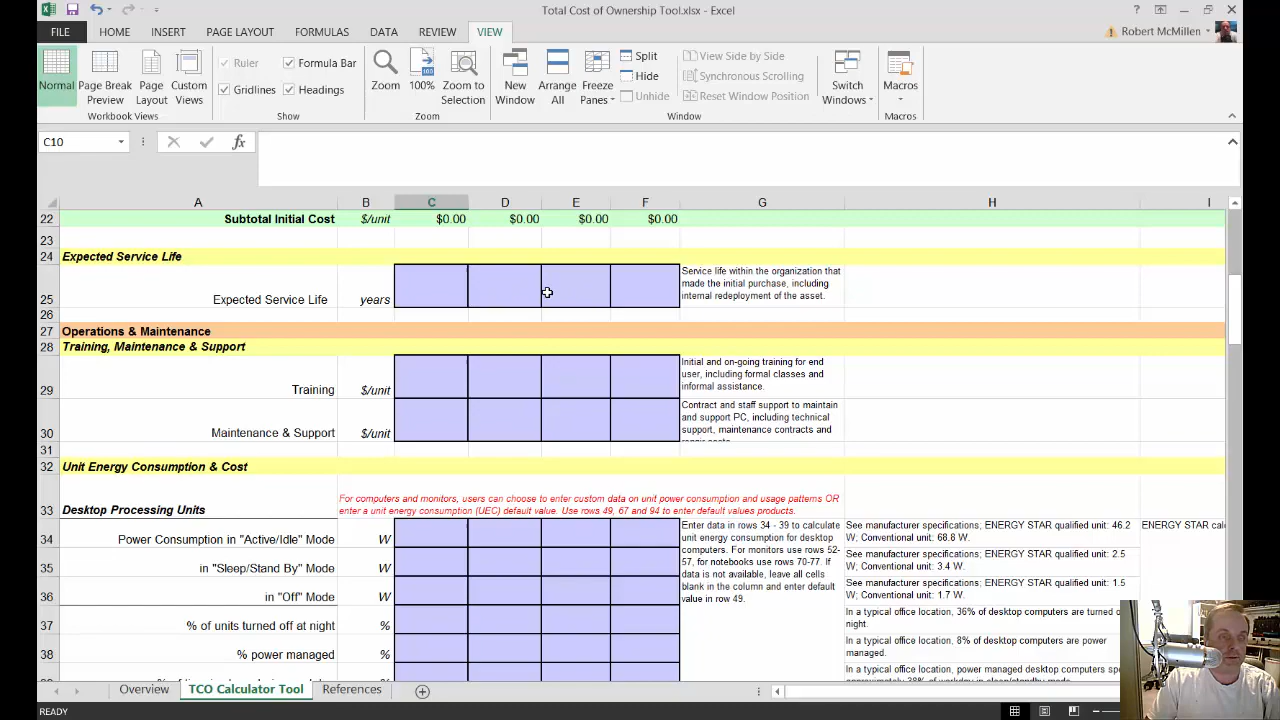 Total Cost of Ownership Tool.xlsx - Excel
FILE HOME INSERT PAGE LAYOUT FORMULAS DATA REVIEW VIEW Robert McMillen
Normal Page Break Preview Page Layout Custom Views
Ruler Formula Bar
Gridlines Headings
Zoom 100% Zoom to Selection
New Window Arrange All Freeze Panes
Split
Hide
Unhide
View Side by Side
Synchronous Scrolling
Reset Window Position
Switch Windows Macros
Workbook Views Show Zoom Window Macros
C10 fx
A B C D E F G H I
22 Subtotal Initial Cost $/unit $0.00 $0.00 $0.00 $0.00
23
24 Expected Service Life
25 Expected Service Life years
Service life within the organization that
made the initial purchase, including
internal redeployment of the asset.
26
27 Operations & Maintenance
28 Training, Maintenance & Support
29 Training $/unit
Initial and on-going training for end
user, including formal classes and
informal assistance.
30 Maintenance & Support $/unit
Contract and staff support to maintain
and support PC, including technical
support, maintenance contracts and
repair costs.
31
32 Unit Energy Consumption & Cost
33 Desktop Processing Units
For computers and monitors, users can choose to enter custom data on unit power consumption and usage patterns OR
enter a unit energy consumption (UEC) default value. Use rows 49, 67 and 94 to enter default values products.
34 Power Consumption in "Active/Idle" Mode W
35 in "Sleep/Stand By" Mode W
36 in "Off" Mode W
37 % of units turned off at night %
38 % power managed %
Enter data in rows 34 - 39 to calculate
unit energy consumption for desktop
computers. For monitors use rows 52-
57, for notebooks use rows 70-77. If
data is not available, leave all cells
blank in the column and enter default
value in row 49.
See manufacturer specifications; ENERGY STAR qualified unit: 46.2
W; Conventional unit: 68.8 W.
ENERGY STAR cal
See manufacturer specifications; ENERGY STAR qualified unit: 2.5
W; Conventional unit: 3.4 W.
See manufacturer specifications; ENERGY STAR qualified unit: 1.5
W; Conventional unit: 1.7 W.
In a typical office location, 36% of desktop computers are turned o
night.
In a typical office location, 8% of desktop computers are power
managed.
In a typical office location, power managed desktop computers spe
Overview TCO Calculator Tool References
READY